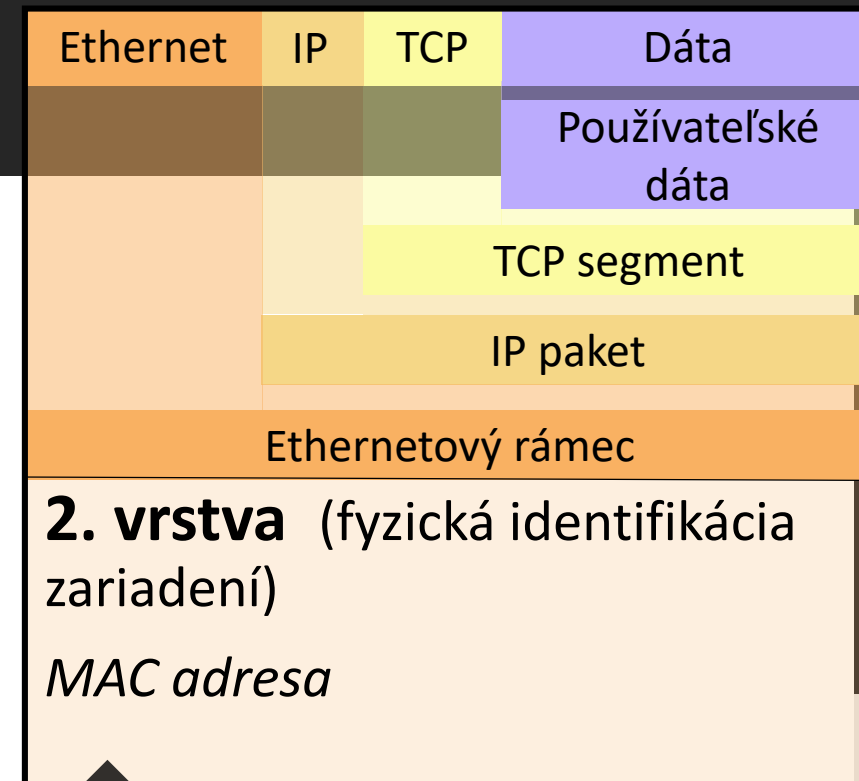 Ethernet IP TCP Dáta
Používateľské
dáta
TCP segment
IP paket
Ethernetový rámec
2. vrstva (fyzická identifikácia
zariadení)
MAC adresa